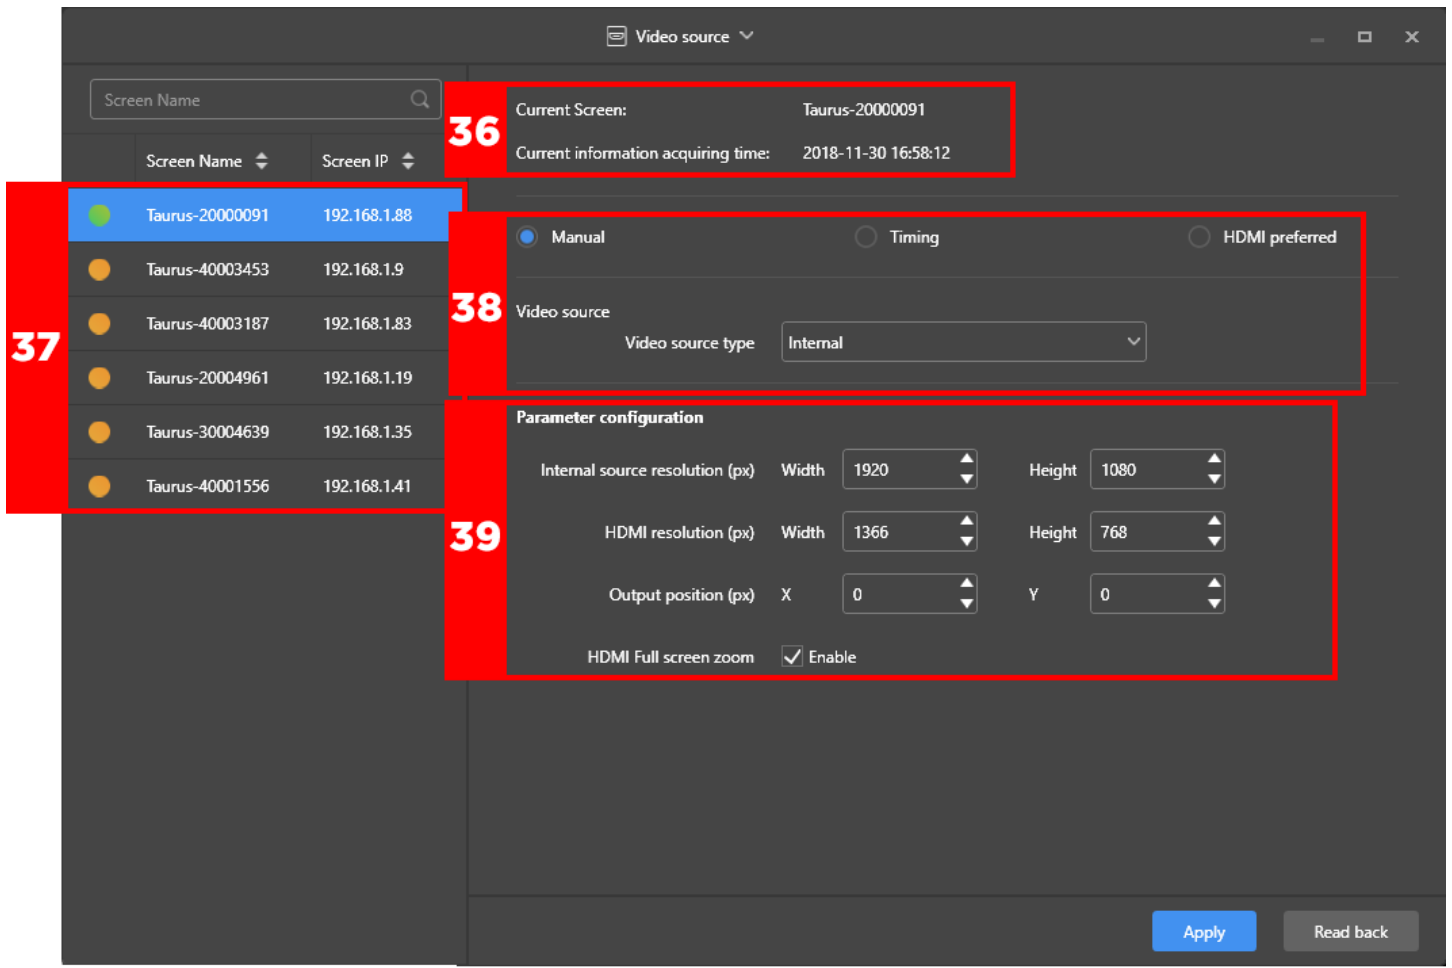 Video source
Screen Name
Screen Name Screen IP
36
Current Screen: Taurus-20000091
Current information acquiring time: 2018-11-30 16:58:12
37
Taurus-20000091 192.168.1.88
Taurus-40003453 192.168.1.9
Taurus-40003187 192.168.1.83
Taurus-20004961 192.168.1.19
Taurus-30004639 192.168.1.35
Taurus-40001556 192.168.1.41
38
Manual Timing HDMI preferred
Video source
Video source type Internal
39
Parameter configuration
Internal source resolution (px) Width 1920 Height 1080
HDMI resolution (px) Width 1366 Height 768
Output position (px) X 0 Y 0
HDMI Full screen zoom Enable
Apply Read back